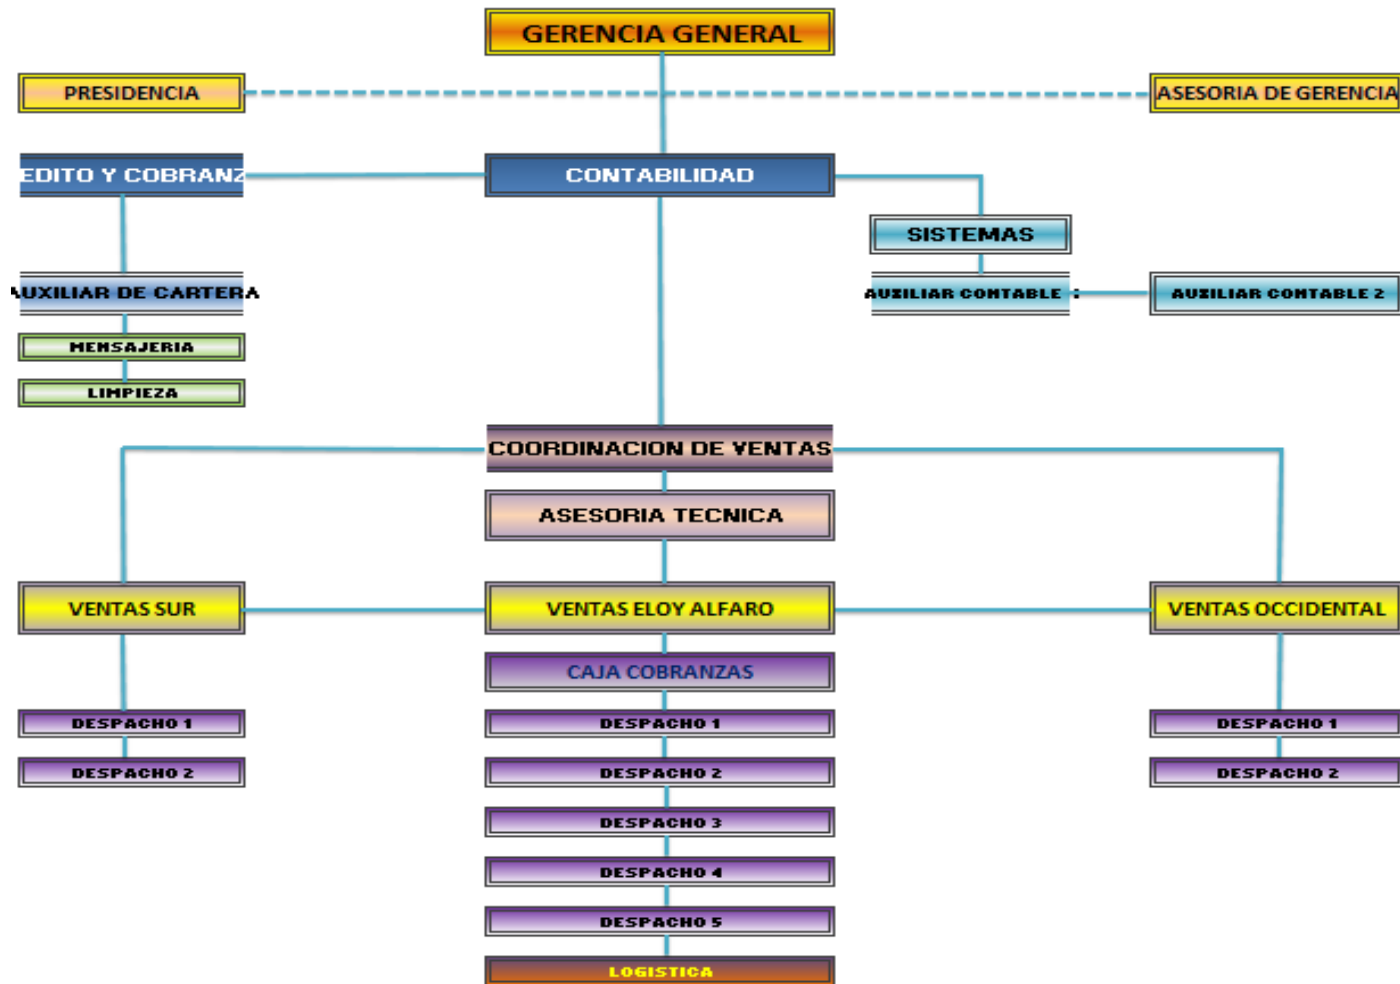 GERENCIA GENERAL
PRESIDENCIA
ASESORIA DE GERENCIA
EDITO Y COBRANZ
CONTABILIDAD
SISTEMAS
AUXILIAR DE CARTERA
AUXILIAR CONTABLE
AUXILIAR CONTABLE 2
MENSAJERIA
LIMPIEZA
COORDINACION DE VENTAS
ASESORIA TECNICA
VENTAS SUR
VENTAS ELOY ALFARO
VENTAS OCCIDENTAL
CAJA COBRANZAS
DESPACHO 1
DESPACHO 1
DESPACHO 1
DESPACHO 2
DESPACHO 2
DESPACHO 2
DESPACHO 3
DESPACHO 4
DESPACHO 5
LOGISTICA